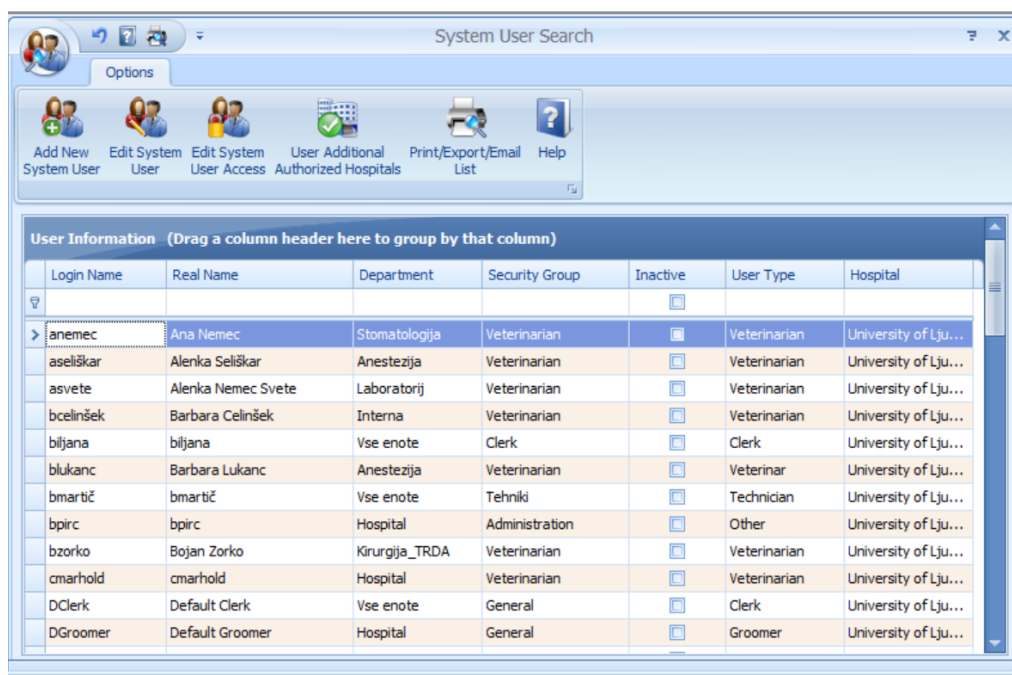 System User Search
Options
Add New System User
Edit System User
Edit System User Access
User Additional Authorized Hospitals
Print/Export/Email List
Help
User Information (Drag a column header here to group by that column)
Login Name Real Name Department Security Group Inactive User Type Hospital
anemec Ana Nemec Stomatologija Veterinarian Veterinarian University of Lju...
aseliškar Alenka Seliškar Anestezija Veterinarian Veterinarian University of Lju...
asvete Alenka Nemec Svete Laboratorij Veterinarian Veterinarian University of Lju...
bcelinšek Barbara Celinšek Interna Veterinarian Veterinarian University of Lju...
biljana biljana Vse enote Clerk Clerk University of Lju...
blukanc Barbara Lukanc Anestezija Veterinarian Veterinar University of Lju...
bmartič bmartič Vse enote Tehniki Technician University of Lju...
bpirc bpirc Hospital Administration Other University of Lju...
bzorko Bojan Zorko Kirurgija_TRDA Veterinarian Veterinarian University of Lju...
cmarhold cmarhold Hospital Veterinarian Veterinarian University of Lju...
DClerk Default Clerk Vse enote General Clerk University of Lju...
DGroomer Default Groomer Hospital General Groomer University of Lju...